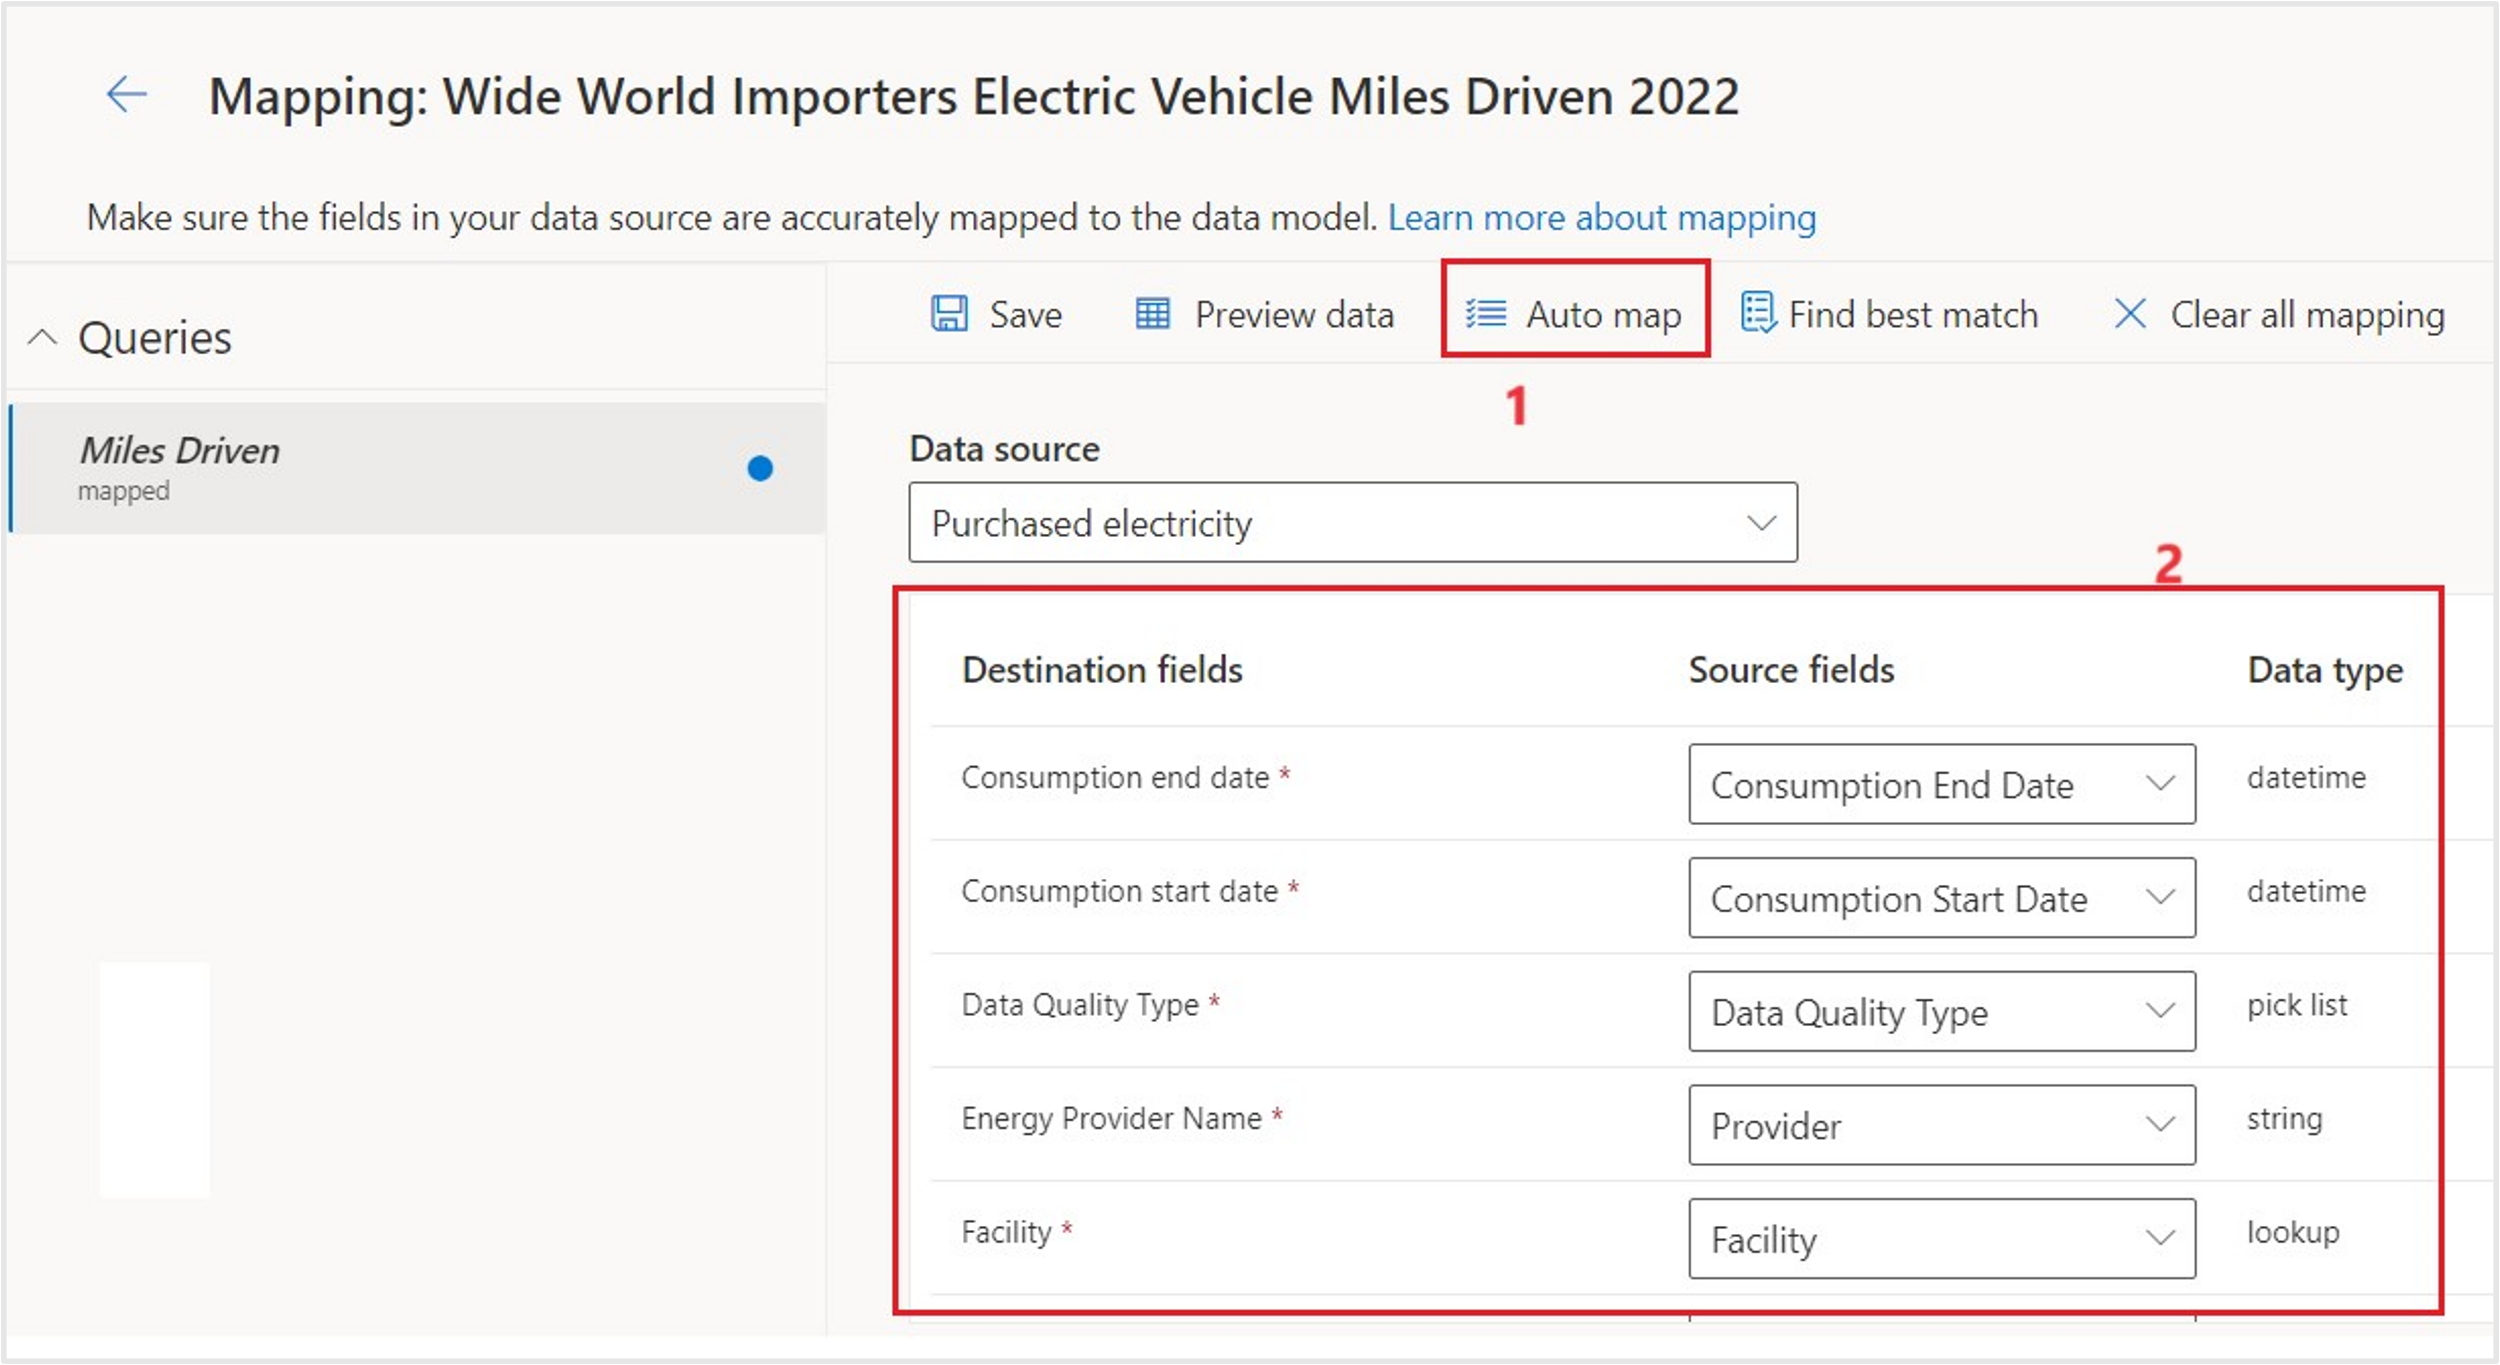 Mapping: Wide World Importers Electric Vehicle Miles Driven 2022
Make sure the fields in your data source are accurately mapped to the data model. Learn more about mapping
Queries
Miles Driven
mapped
Save Preview data Auto map Find best match Clear all mapping
1
Data source
Purchased electricity
2
Destination fields Source fields Data type
Consumption end date * Consumption End Date datetime
Consumption start date * Consumption Start Date datetime
Data Quality Type * Data Quality Type pick list
Energy Provider Name * Provider string
Facility * Facility lookup